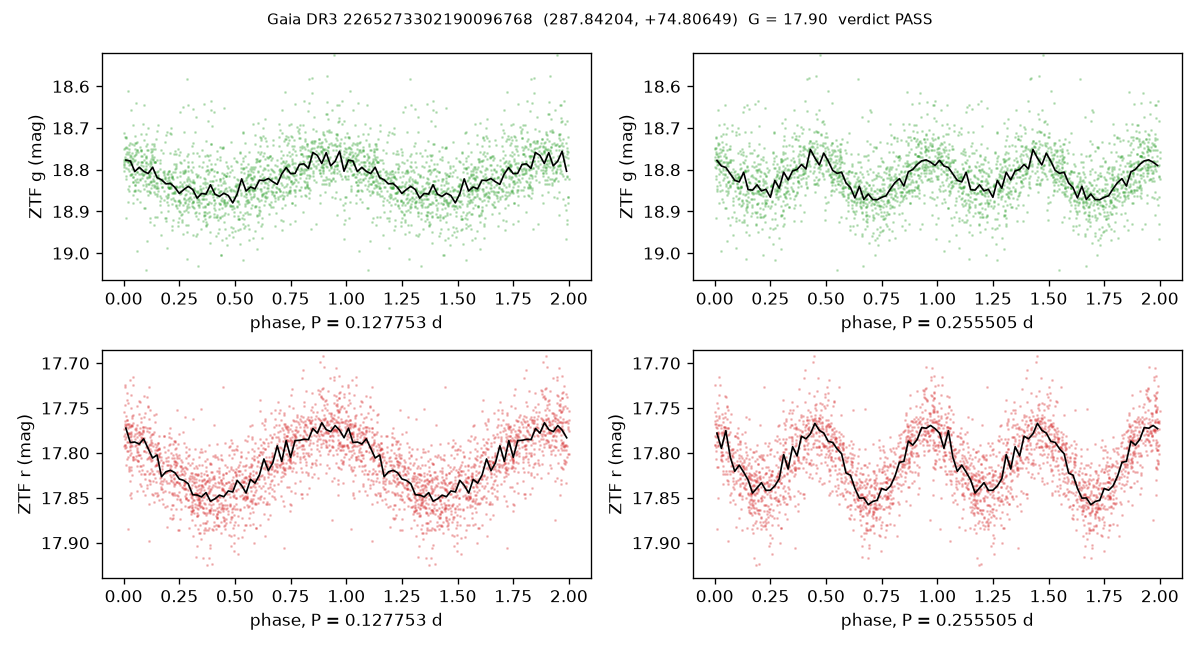 Gaia DR3 2265273302190096768 (287.84204, +74.80649) G = 17.90 verdict PASS
ZTF g (mag)
18.6
18.7
18.8
18.9
19.0
0.00 0.25 0.50 0.75 1.00 1.25 1.50 1.75 2.00
phase, P = 0.127753 d
ZTF g (mag)
18.6
18.7
18.8
18.9
19.0
0.00 0.25 0.50 0.75 1.00 1.25 1.50 1.75 2.00
phase, P = 0.255505 d
ZTF r (mag)
17.70
17.75
17.80
17.85
17.90
0.00 0.25 0.50 0.75 1.00 1.25 1.50 1.75 2.00
phase, P = 0.127753 d
ZTF r (mag)
17.70
17.75
17.80
17.85
17.90
0.00 0.25 0.50 0.75 1.00 1.25 1.50 1.75 2.00
phase, P = 0.255505 d